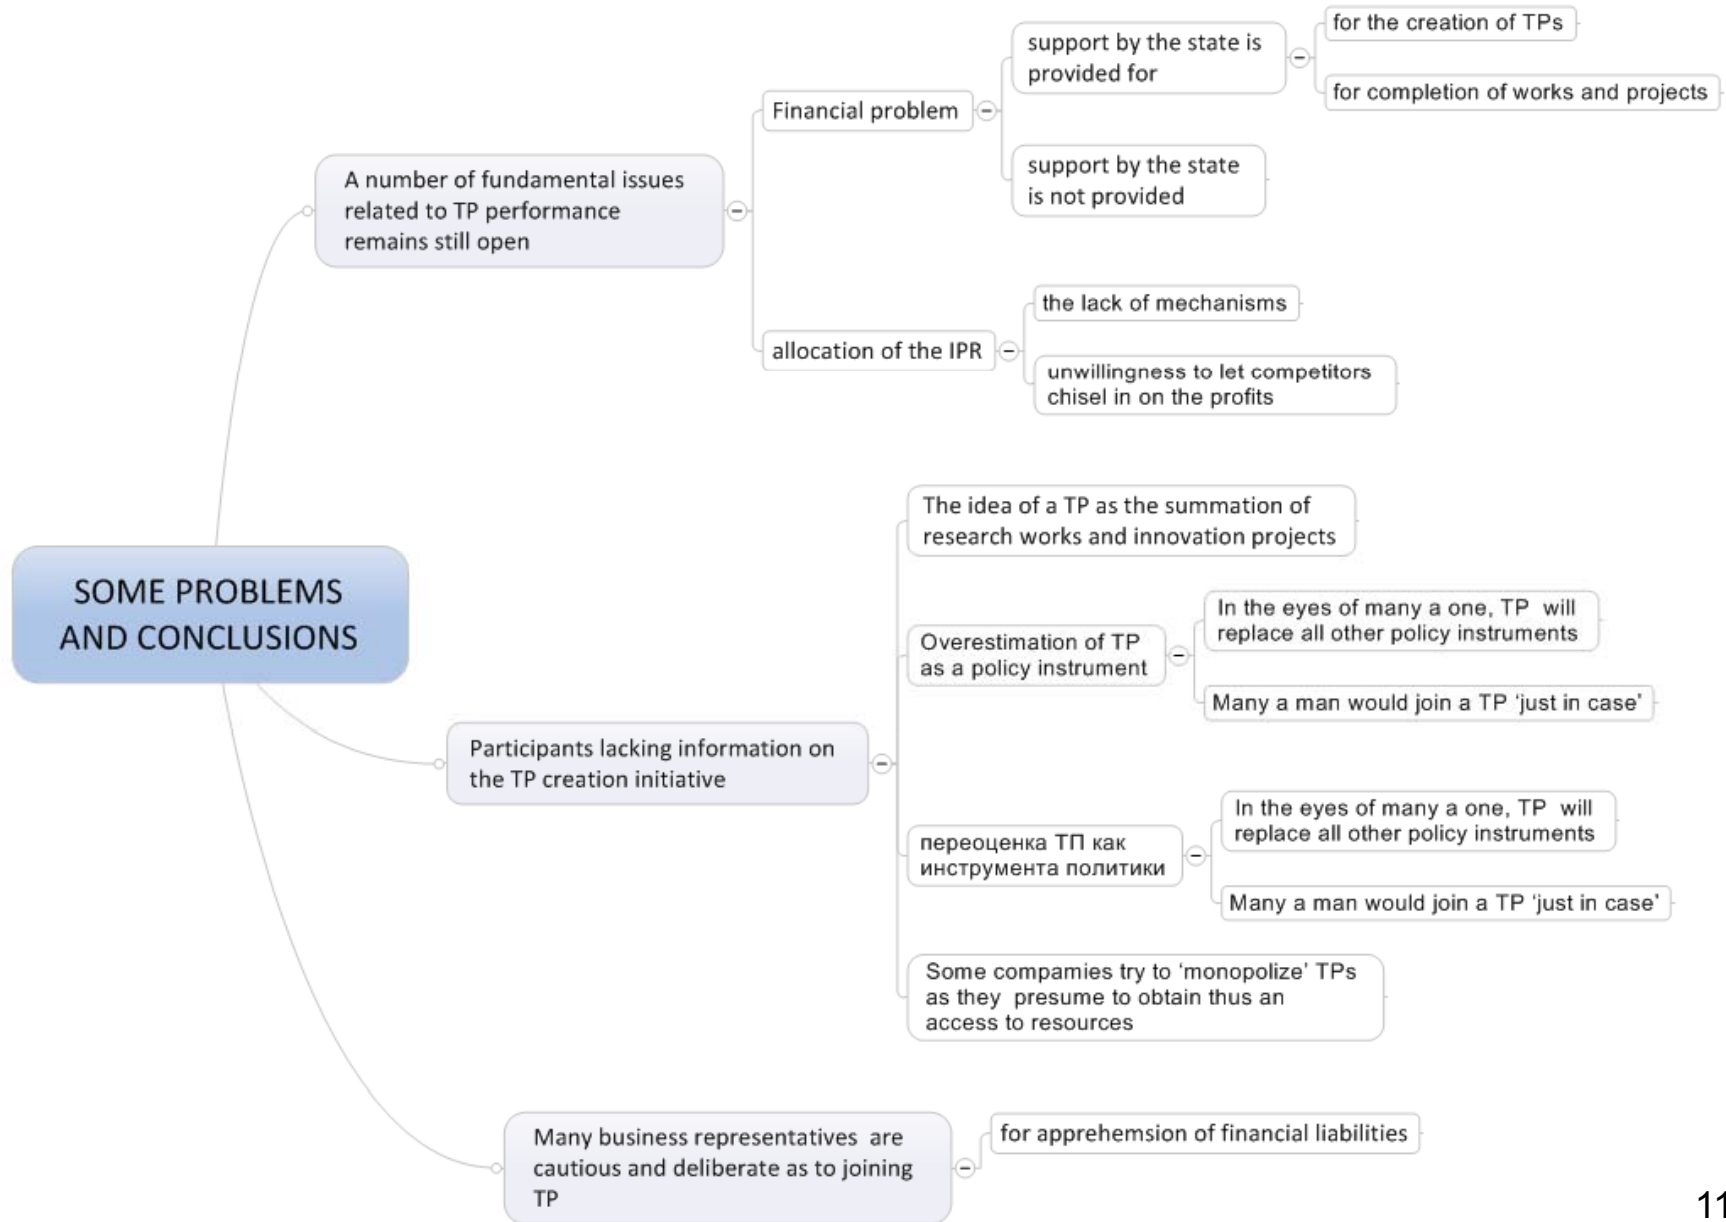 SOME PROBLEMS
AND CONCLUSIONS
A number of fundamental issues
related to TP performance
remains still open
Financial problem
support by the state is
provided for
for the creation of TPs
for completion of works and projects
support by the state
is not provided
allocation of the IPR
the lack of mechanisms
unwillingness to let competitors
chisel in on the profits
Participants lacking information on
the TP creation initiative
The idea of a TP as the summation of
research works and innovation projects
Overestimation of TP
as a policy instrument
In the eyes of many a one, TP will
replace all other policy instruments
Many a man would join a TP ‘just in case’
переоценка ТП как
инструмента политики
In the eyes of many a one, TP will
replace all other policy instruments
Many a man would join a TP ‘just in case’
Some compamies try to ‘monopolize’ TPs
as they presume to obtain thus an
access to resources
Many business representatives are
cautious and deliberate as to joining
TP
for apprehemsion of financial liabilities
11